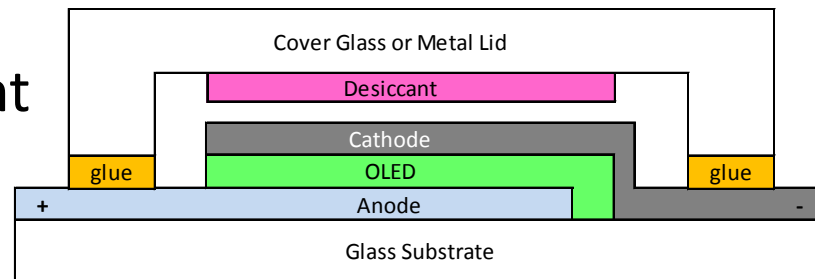 Cover Glass or Metal Lid
Desiccant
Cathode
glue OLED glue
+ Anode -
Glass Substrate